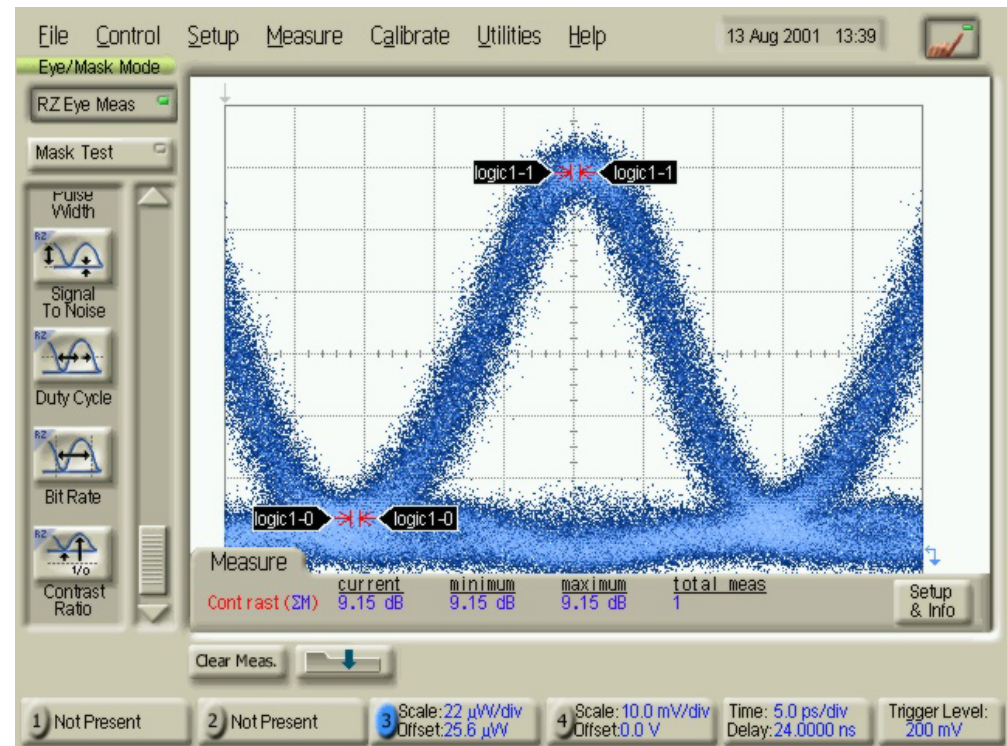 File Control Setup Measure Calibrate Utilities Help 13 Aug 2001 13:39
Eye/Mask Mode
RZ Eye Meas
Mask Test
Pulse
Width
RZ
Signal
To Noise
RZ
Duty Cycle
RZ
Bit Rate
RZ
1/0
Contrast
Ratio
logic1-1 logic1-1
logic1-0 logic1-0
Measure
current minimum maximum total meas
Contrast(ΣM) 9.15 dB 9.15 dB 9.15 dB 1
Setup
& Info
Clear Meas.
1 Not Present
2 Not Present
3 Scale:22 µW/div
Offset:25.6 µW
4 Scale:10.0 mV/div
Offset:0.0 V
Time: 5.0 ps/div
Delay:24.0000 ns
Trigger Level:
200 mV